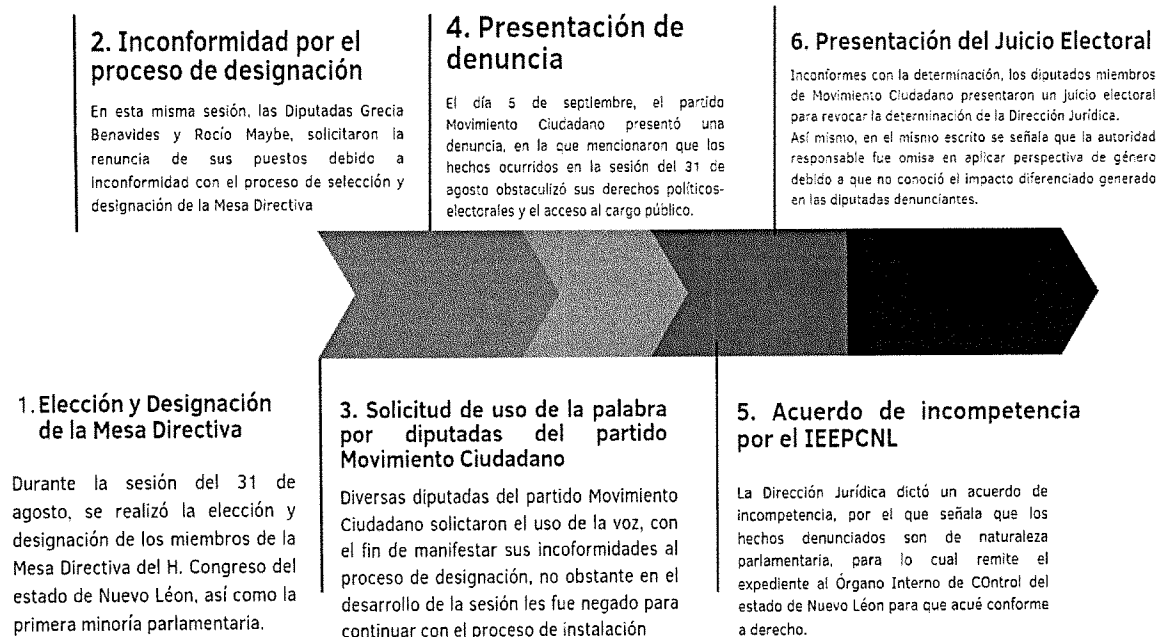 1. Elección y Designación
de la Mesa Directiva
Durante la sesión del 31 de
agosto, se realizó la elección y
designación de los miembros de la
Mesa Directiva del H. Congreso del
estado de Nuevo Léon, así como la
primera minoría parlamentaria.
2. Inconformidad por el
proceso de designación
En esta misma sesión, las Diputadas Grecia
Benavides y Rocío Maybe, solicitaron la
renuncia de sus puestos debido a
inconformidad con el proceso de selección y
designación de la Mesa Directiva
3. Solicitud de uso de la palabra
por diputadas del partido
Movimiento Ciudadano
Diversas diputadas del partido Movimiento
Ciudadano solictaron el uso de la voz, con
el fin de manifestar sus incoformidades al
proceso de designación, no obstante en el
desarrollo de la sesión les fue negado para
continuar con el proceso de instalación
4. Presentación de
denuncia
El día 5 de septiembre, el partido
Movimiento Ciudadano presentó una
denuncia, en la que mencionaron que los
hechos ocurridos en la sesión del 31 de
agosto obstaculizó sus derechos políticos-
electorales y el acceso al cargo público.
5. Acuerdo de incompetencia
por el IEEPCNL
La Dirección Jurídica dictó un acuerdo de
incompetencia, por el que señala que los
hechos denunciados son de naturaleza
parlamentaria, para lo cual remite el
expediente al Órgano Interno de COntrol del
estado de Nuevo Léon para que acué conforme
a derecho.
6. Presentación del Juicio Electoral
Inconformes con la determinación, los diputados miembros
de Movimiento Ciudadano presentaron un juicio electoral
para revocar la determinación de la Dirección Jurídica.
Así mismo, en el mismo escrito se señala que la autoridad
responsable fue omisa en aplicar perspectiva de género
debido a que no conoció el impacto diferenciado generado
en las diputadas denunciantes.